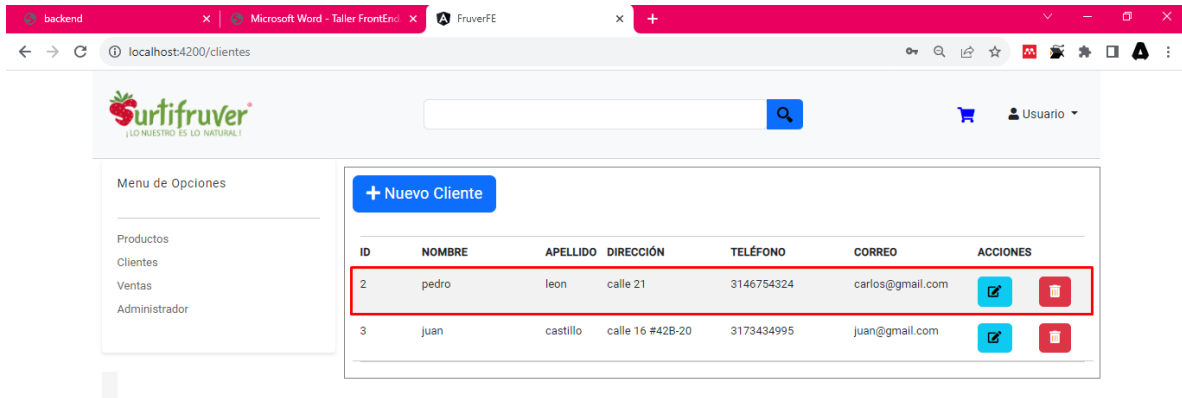 backend
Microsoft Word - Taller FrontEnd.
FruverFE
localhost:4200/clientes
Surtifruver
¡LO NUESTRO ES LO NATURAL!
Usuario
Menu de Opciones
Productos
Clientes
Ventas
Administrador
Nuevo Cliente
ID NOMBRE APELLIDO DIRECCIÓN TELÉFONO CORREO ACCIONES
2 pedro leon calle 21 3146754324 carlos@gmail.com
3 juan castillo calle 16 #42B-20 3173434995 juan@gmail.com